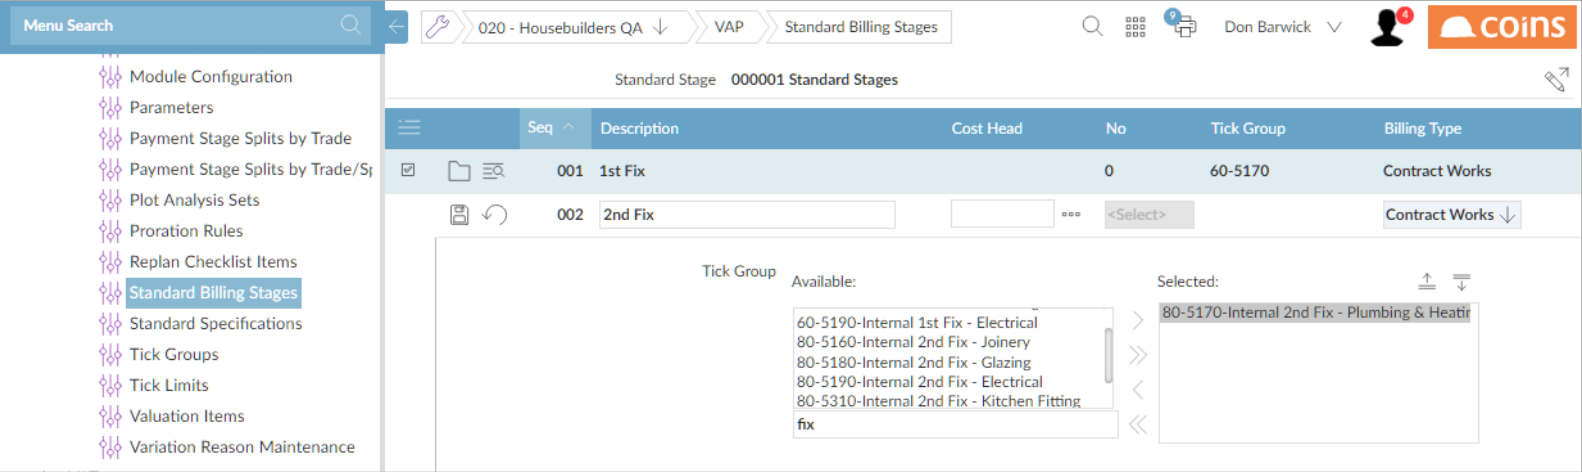 Menu Search
020 - Housebuilders QA
VAP
Standard Billing Stages
9
Don Barwick
4
COINS
Module Configuration
Parameters
Payment Stage Splits by Trade
Payment Stage Splits by Trade/Sp
Plot Analysis Sets
Proration Rules
Replan Checklist Items
Standard Billing Stages
Standard Specifications
Tick Groups
Tick Limits
Valuation Items
Variation Reason Maintenance
Standard Stage 000001 Standard Stages
Seq Description Cost Head No Tick Group Billing Type
001 1st Fix 0 60-5170 Contract Works
002 2nd Fix <Select> Contract Works
Tick Group
Available:
60-5190-Internal 1st Fix - Electrical
80-5160-Internal 2nd Fix - Joinery
80-5180-Internal 2nd Fix - Glazing
80-5190-Internal 2nd Fix - Electrical
80-5310-Internal 2nd Fix - Kitchen Fitting
fix
Selected:
80-5170-Internal 2nd Fix - Plumbing & Heatin